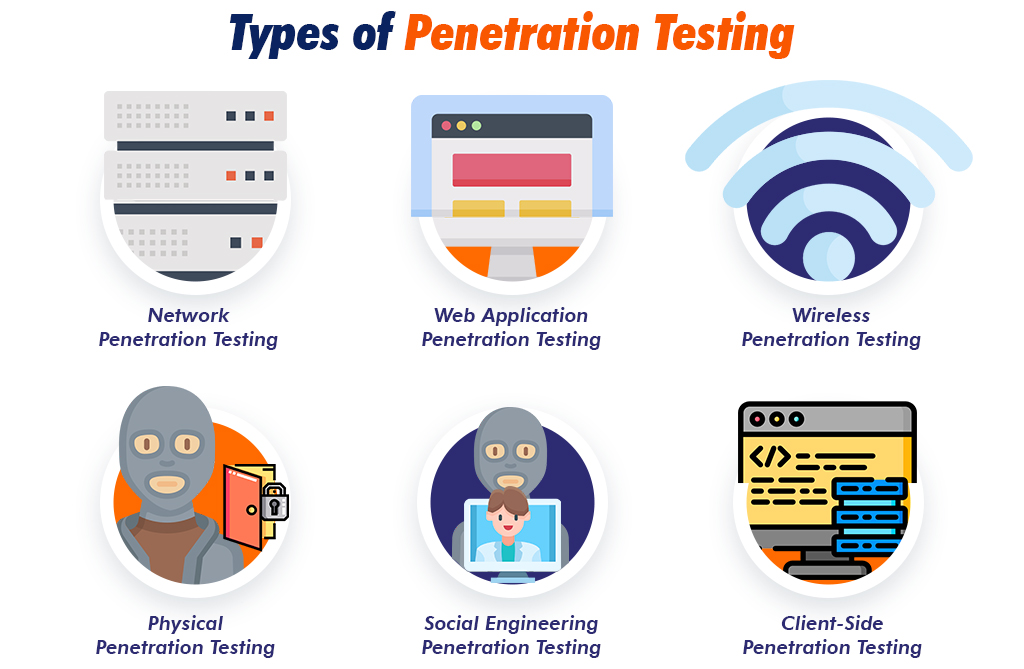 Types of Penetration Testing
Network
Penetration Testing
Web Application
Penetration Testing
Wireless
Penetration Testing
</>
Physical
Penetration Testing
Social Engineering
Penetration Testing
Client-Side
Penetration Testing